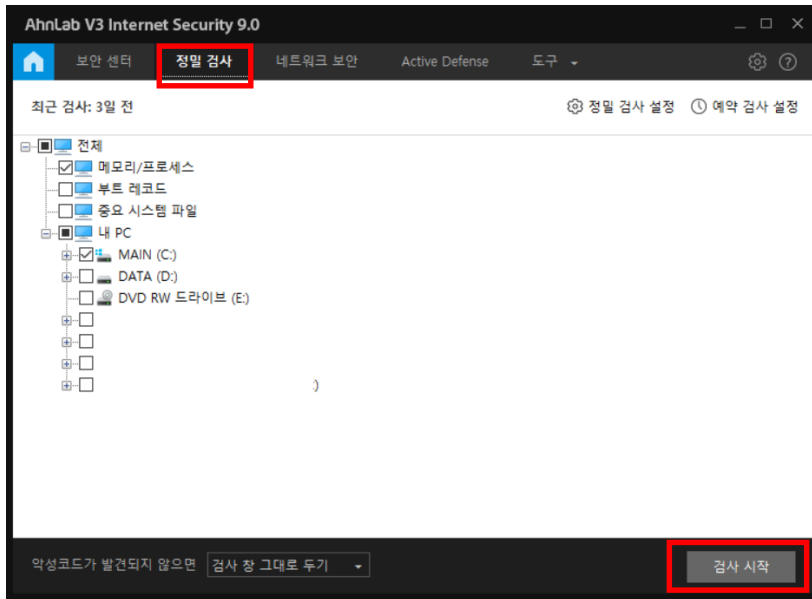 AhnLab V3 Internet Security 9.0
보안 센터 정밀 검사 네트워크 보안 Active Defense 도구
최근 검사: 3일 전 정밀 검사 설정 예약 검사 설정
전체
메모리/프로세스
부트 레코드
중요 시스템 파일
내 PC
MAIN (C:)
DATA (D:)
DVD RW 드라이브 (E:)
:)
악성코드가 발견되지 않으면 검사 창 그대로 두기 검사 시작